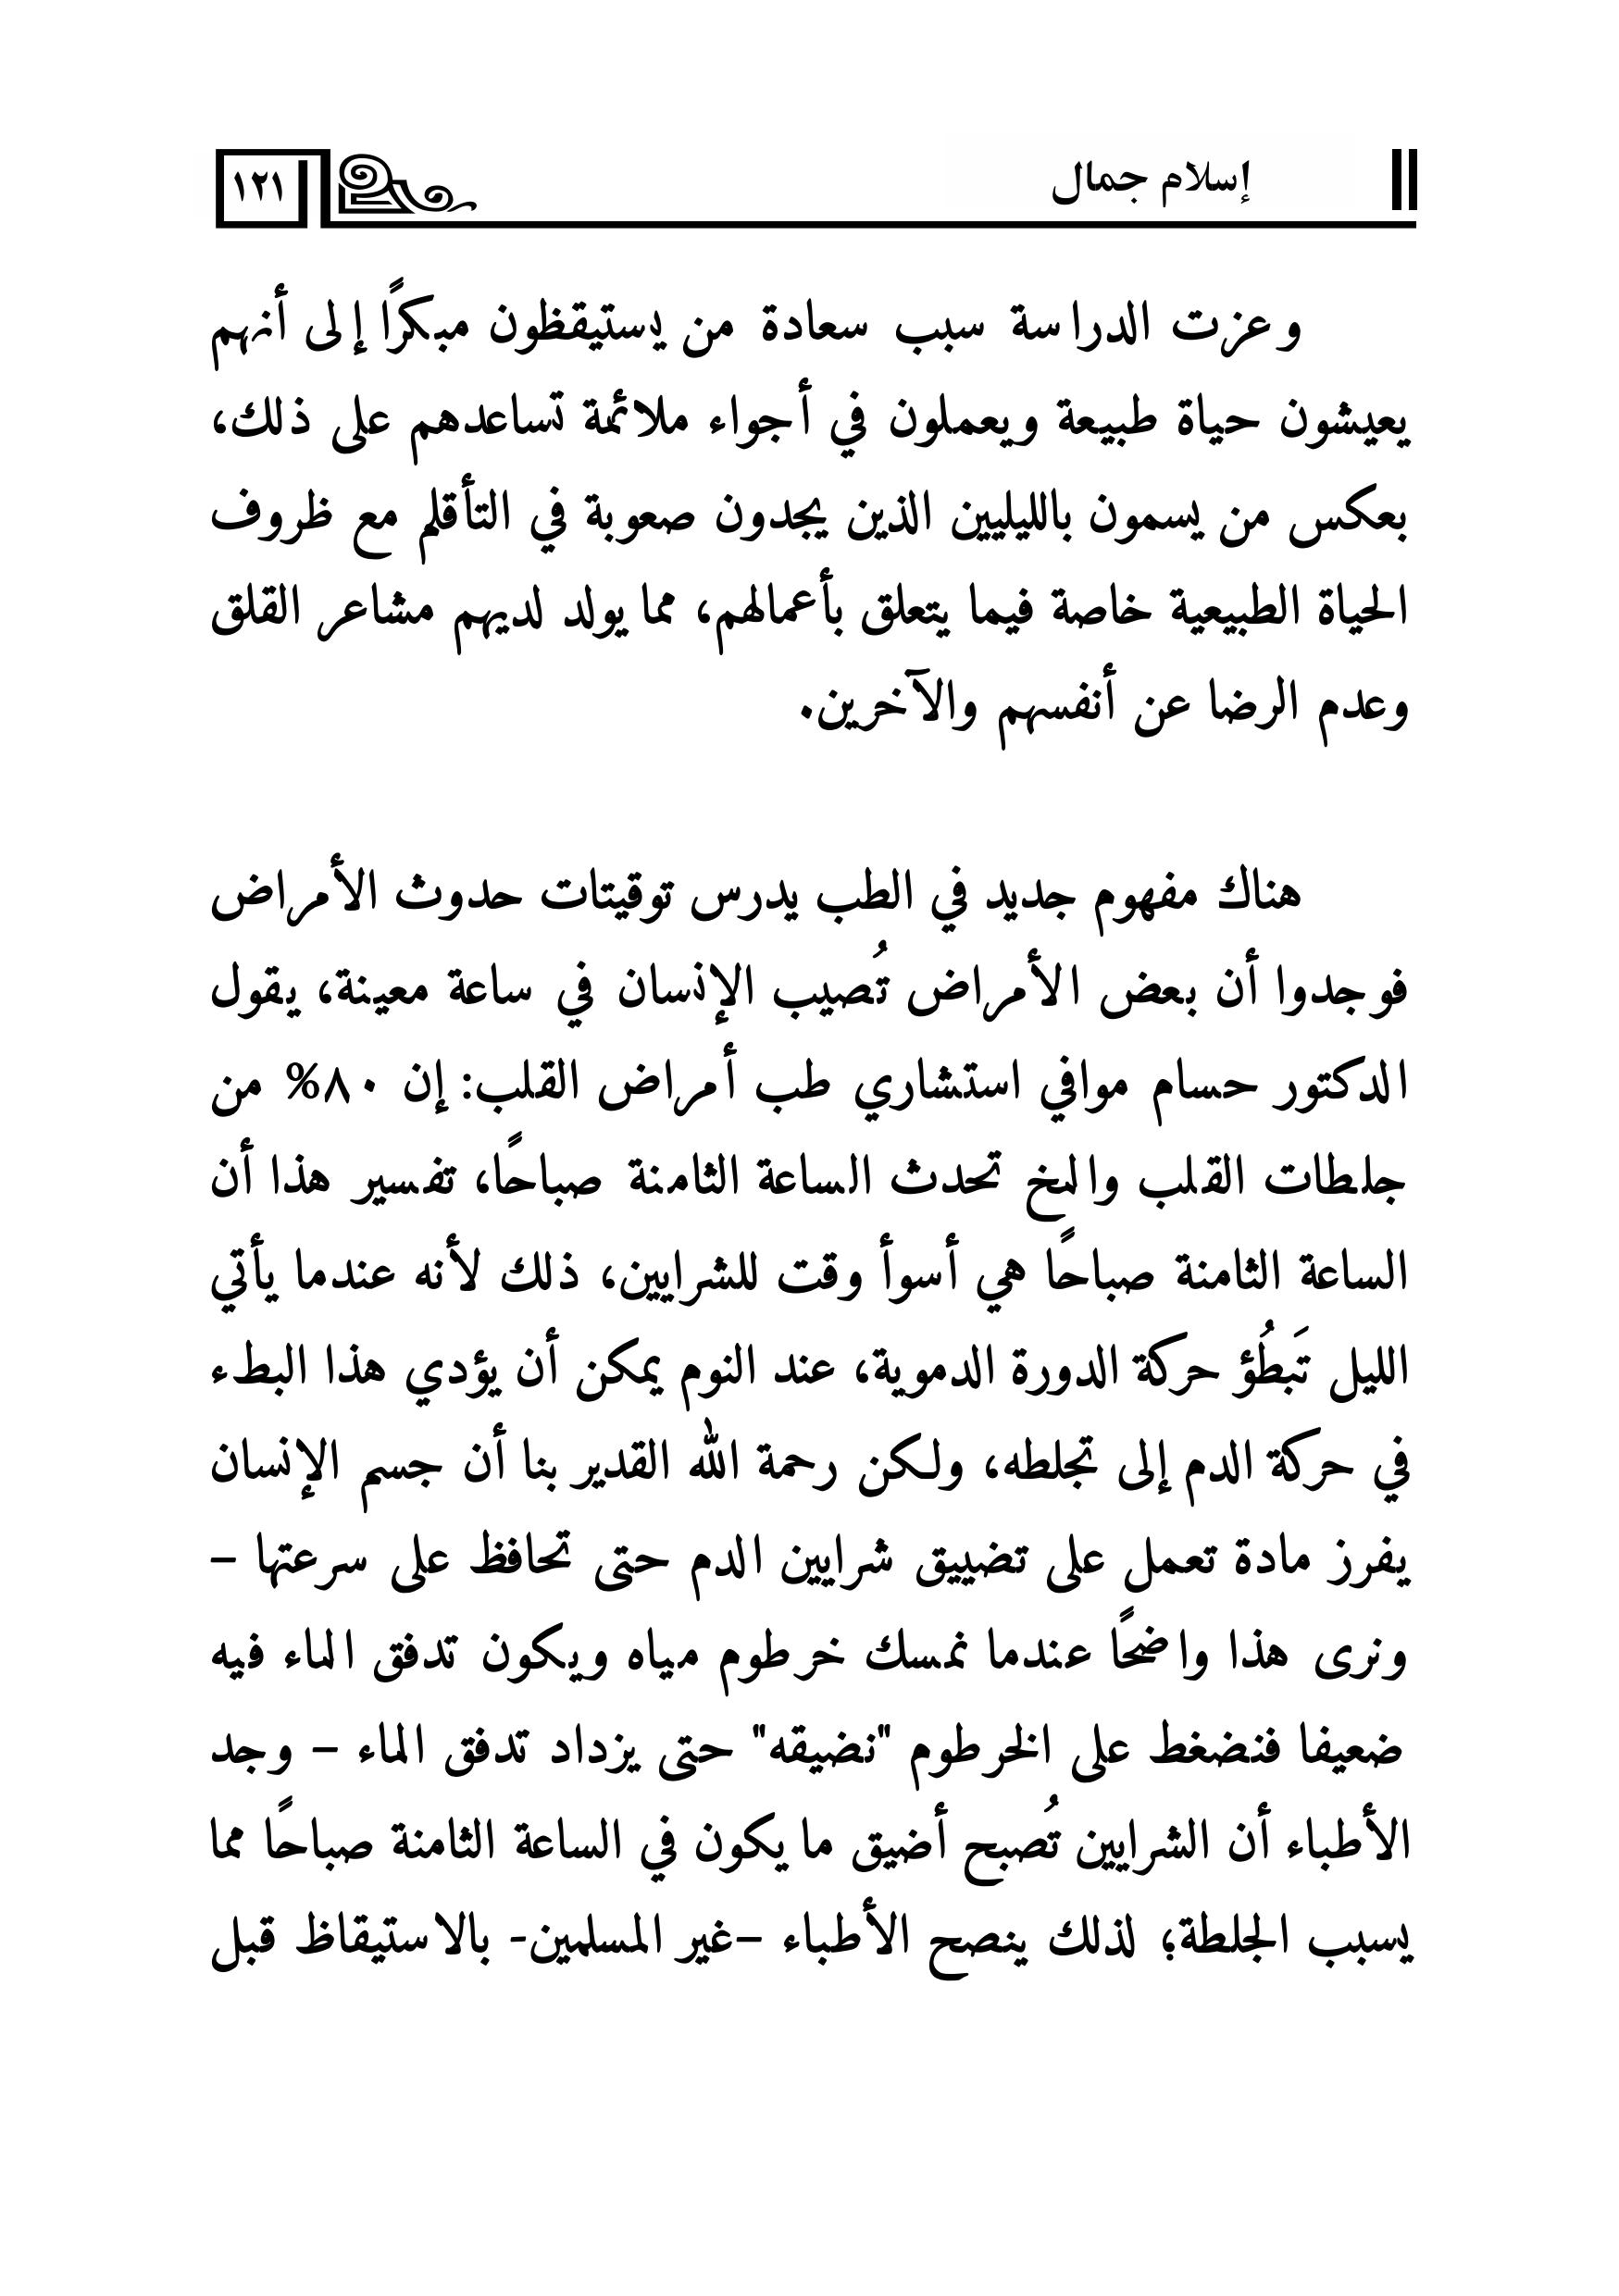 إسلام جمال
١٢١
وعزت الدراسة سبب سعادة من يستيقظون مبكرًا إلى أنهم
يعيشون حياة طبيعة ويعملون في أجواء ملائمة تساعدهم على ذلك،
بعكس من يسمون بالليليين الذين يجدون صعوبة في التأقلم مع ظروف
الحياة الطبيعية خاصة فيما يتعلق بأعمالهم، مما يولد لديهم مشاعر القلق
وعدم الرضا عن أنفسهم والآخرين.
هناك مفهوم جديد في الطب يدرس توقيتات حدوث الأمراض
فوجدوا أن بعض الأمراض تُصيب الإنسان في ساعة معينة، يقول
الدكتور حسام موافي استشاري طب أمراض القلب: إن ٨٠% من
جلطات القلب والمخ تحدث الساعة الثامنة صباحًا، تفسير هذا أن
الساعة الثامنة صباحًا هي أسوأ وقت للشرايين، ذلك لأنه عندما يأتي
الليل تَبطُؤ حركة الدورة الدموية، عند النوم يمكن أن يؤدي هذا البطء
في حركة الدم إلى تجلطه، ولكن رحمة الله القدير بنا أن جسم الإنسان
يفرز مادة تعمل على تضييق شرايين الدم حتى تحافظ على سرعتها –
ونرى هذا واضحًا عندما نمسك خرطوم مياه ويكون تدفق الماء فيه
ضعيفا فنضغط على الخرطوم "نضيقه" حتى يزداد تدفق الماء – وجد
الأطباء أن الشرايين تُصبح أضيق ما يكون في الساعة الثامنة صباحًا مما
يسبب الجلطة؛ لذلك ينصح الأطباء –غير المسلمين- بالاستيقاظ قبل